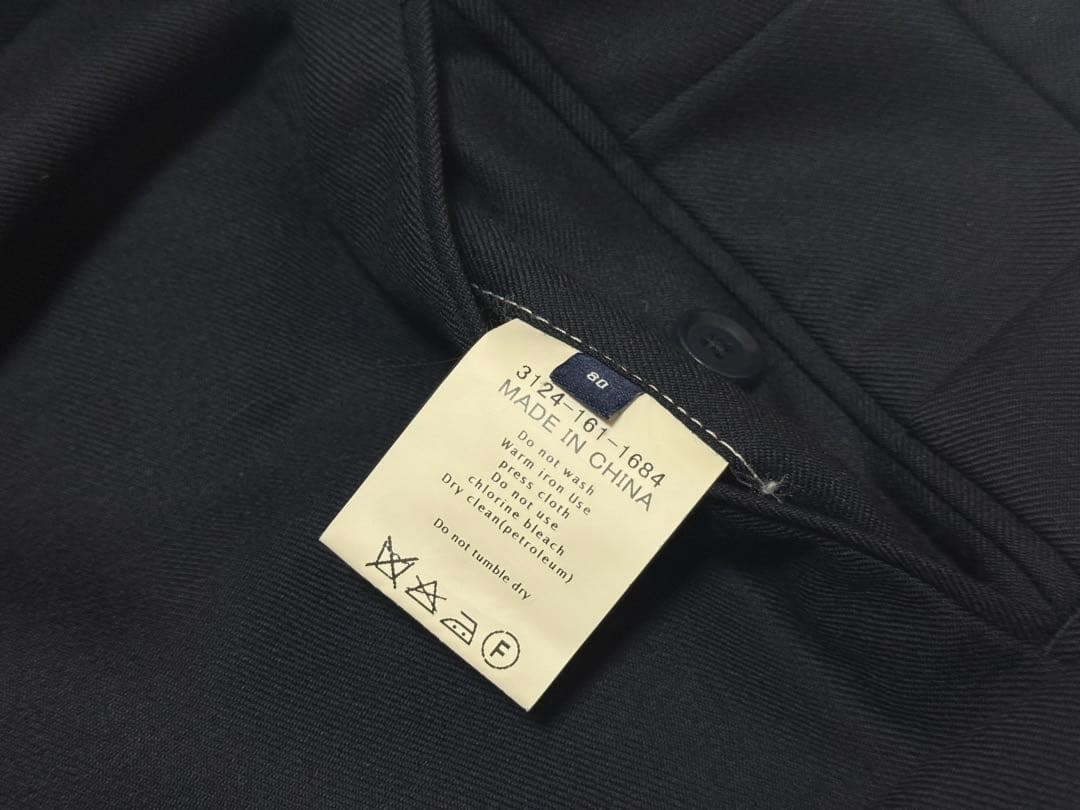 80
3124-161-1684
MADE IN CHINA
Do not wash
Warm iron Use
press cloth
Do not use
chlorine bleach
Dry clean(petroleum)
Do not tumble dry
F